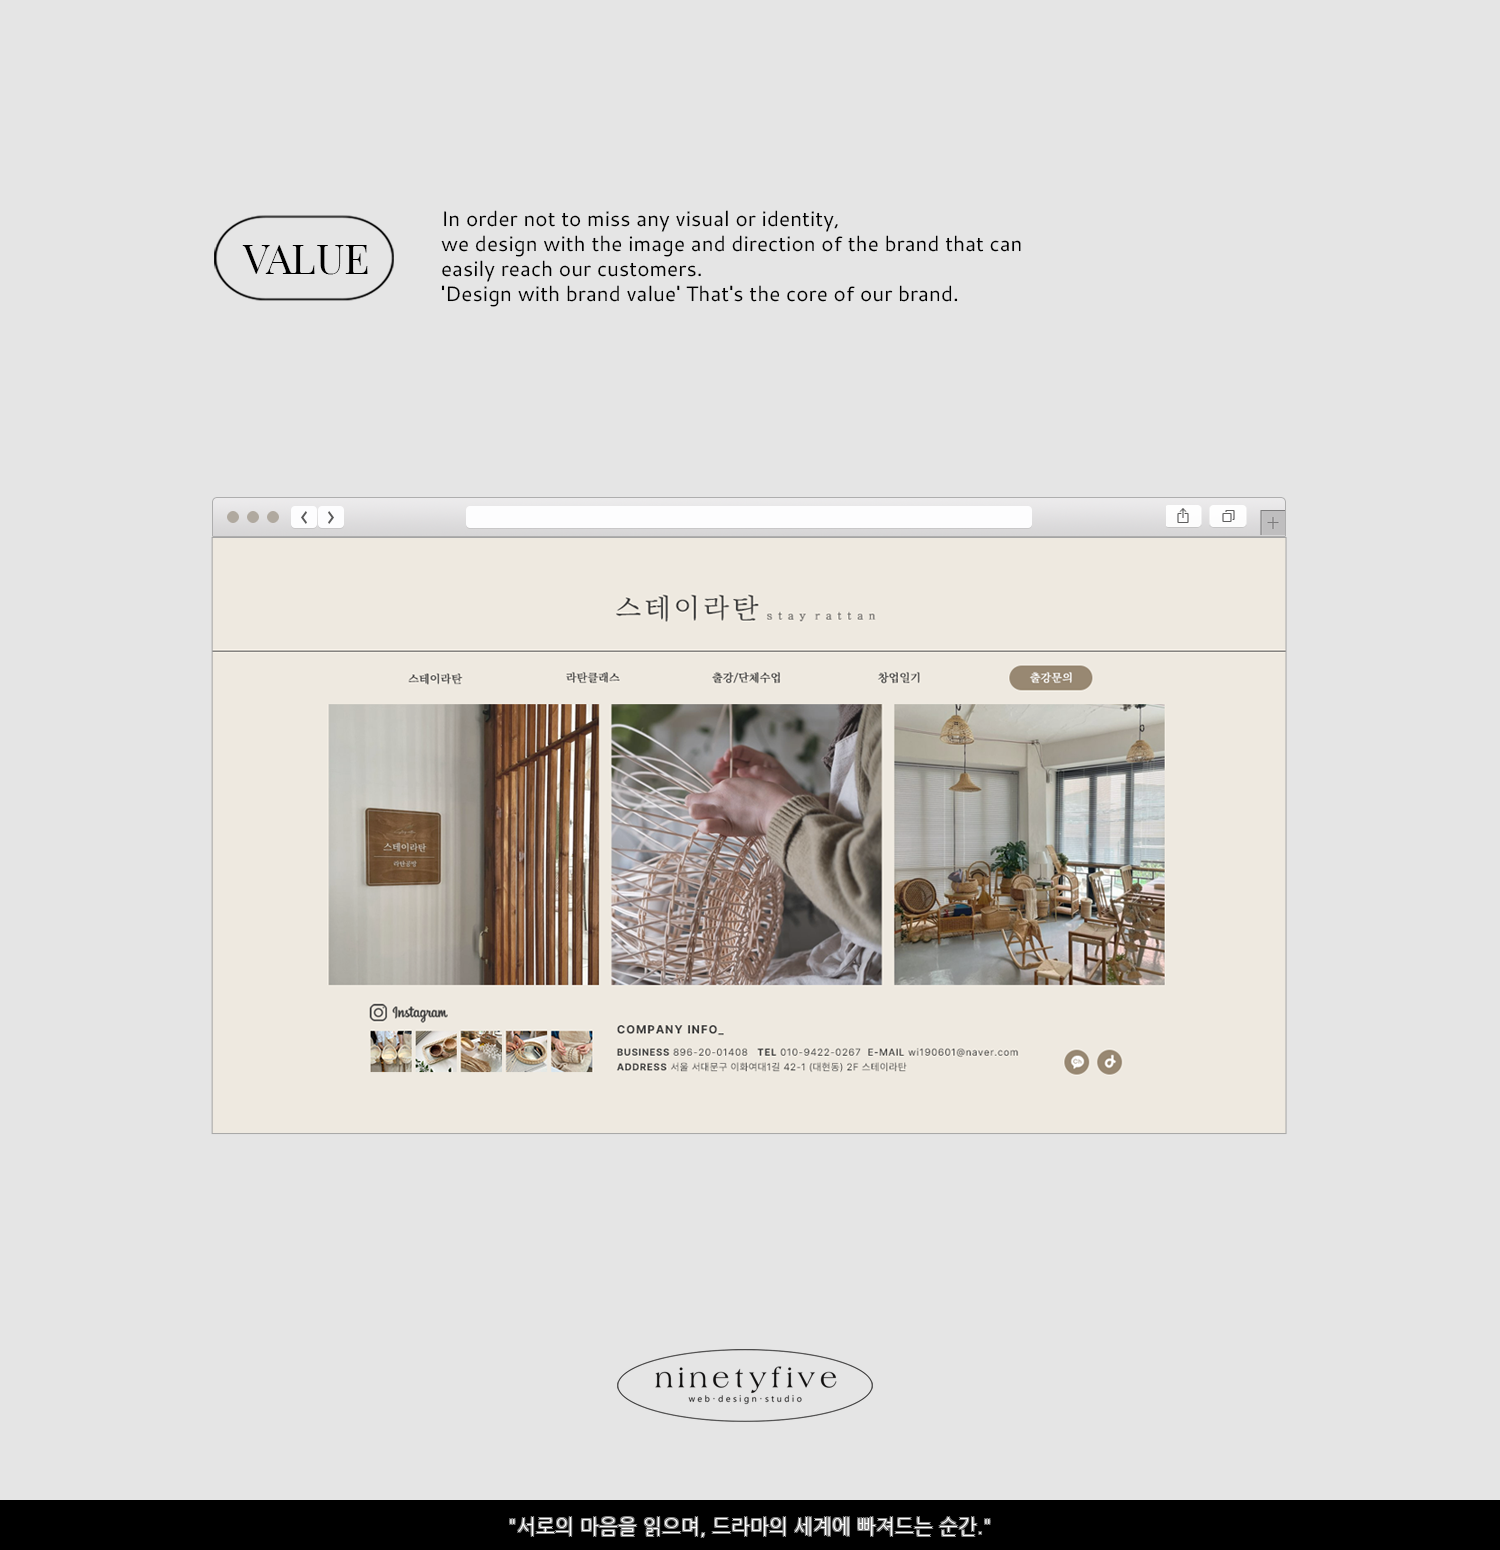 VALUE
In order not to miss any visual or identity,
we design with the image and direction of the brand that can
easily reach our customers.
'Design with brand value' That's the core of our brand.
스테이라탄 stay rattan
스테이라탄 라탄클래스 출강/단체수업 창업일기 출강문의
스테이라탄
라탄공방
Instagram
COMPANY INFO_
BUSINESS 896-20-01408 TEL 010-9422-0267 E-MAIL wi190601@naver.com
ADDRESS 서울 서대문구 이화여대1길 42-1 (대현동) 2F 스테이라탄
ninetyfive
web·design·studio
"서로의 마음을 읽으며, 드라마의 세계에 빠져드는 순간."